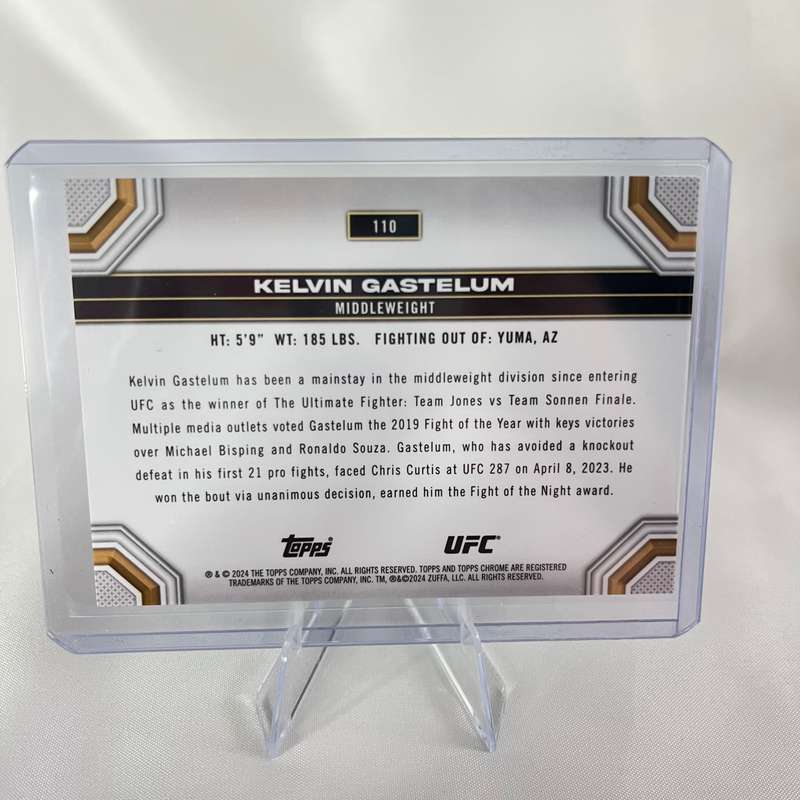 110
KELVIN GASTELUM
MIDDLEWEIGHT
HT: 5'9" WT: 185 LBS. FIGHTING OUT OF: YUMA, AZ
Kelvin Gastelum has been a mainstay in the middleweight division since entering
UFC as the winner of The Ultimate Fighter: Team Jones vs Team Sonnen Finale.
Multiple media outlets voted Gastelum the 2019 Fight of the Year with keys victories
over Michael Bisping and Ronaldo Souza. Gastelum, who has avoided a knockout
defeat in his first 21 pro fights, faced Chris Curtis at UFC 287 on April 8, 2023. He
won the bout via unanimous decision, earned him the Fight of the Night award.
Topps® UFC®
® & © 2024 THE TOPPS COMPANY, INC. ALL RIGHTS RESERVED. TOPPS AND TOPPS CHROME ARE REGISTERED
TRADEMARKS OF THE TOPPS COMPANY, INC. TM, ®&©2024 ZUFFA, LLC. ALL RIGHTS RESERVED.